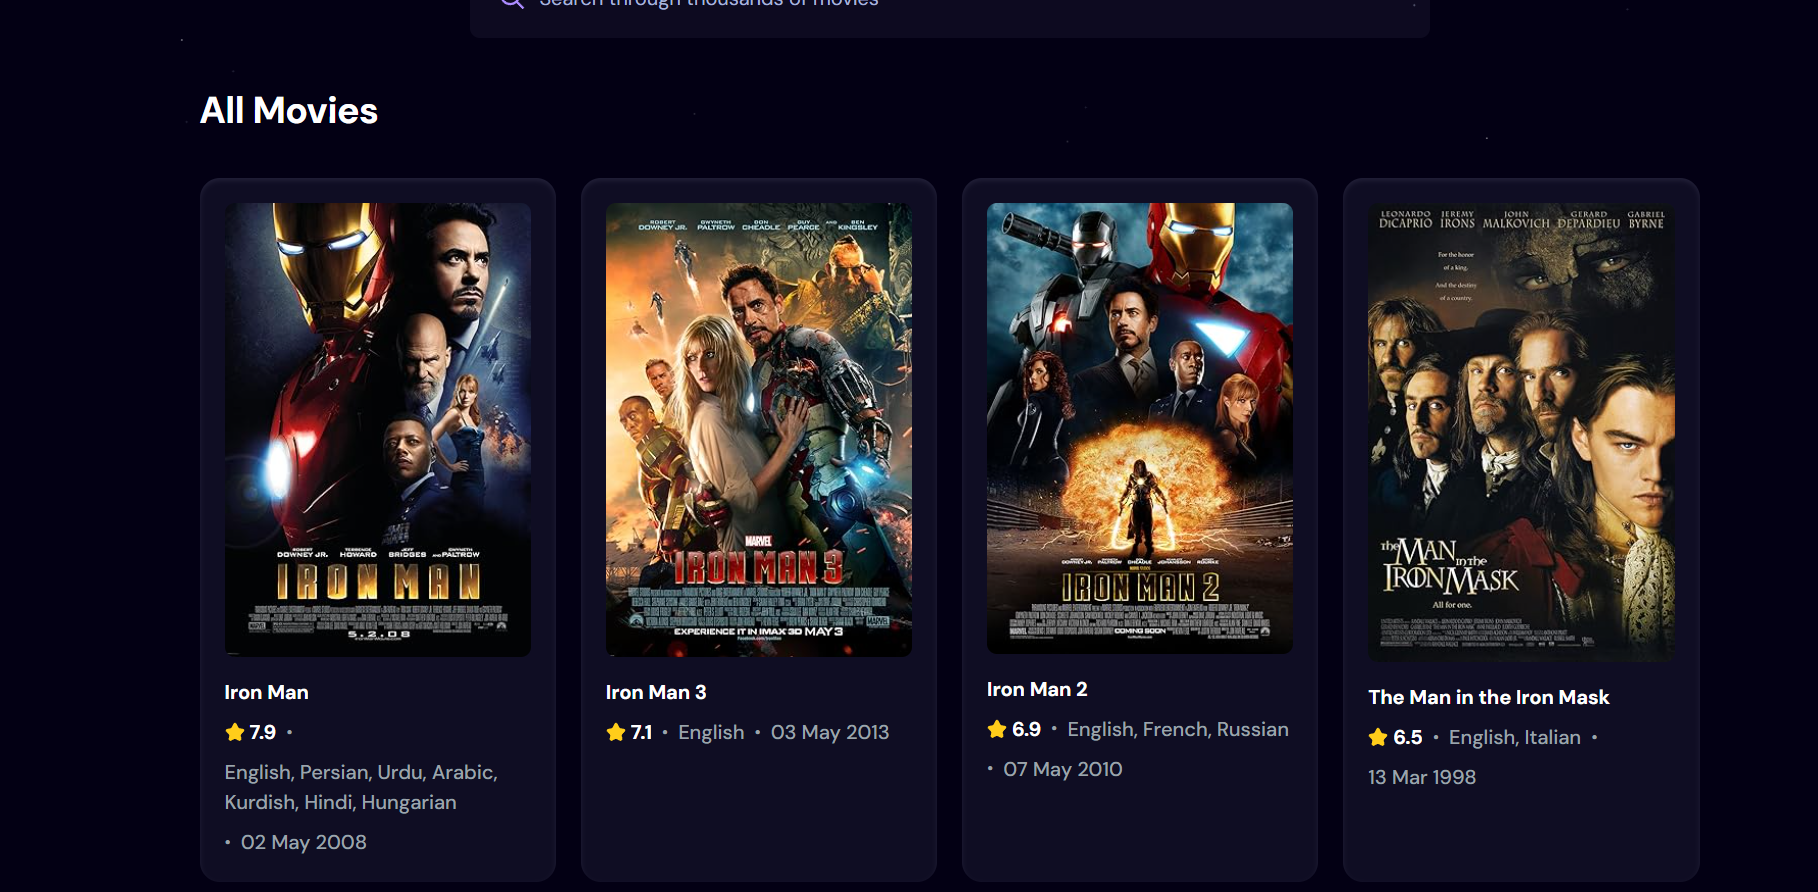 Search through thousands of movies
All Movies
ROBERT DOWNEY JR. TERRENCE HOWARD JEFF BRIDGES AND GWYNETH PALTROW
IRON MAN
5.2.08
Iron Man
7.9 •
English, Persian, Urdu, Arabic,
Kurdish, Hindi, Hungarian
• 02 May 2008
ROBERT DOWNEY JR. GWYNETH PALTROW DON CHEADLE GUY PEARCE AND BEN KINGSLEY
MARVEL
IRON MAN 3
EXPERIENCE IT IN IMAX 3D MAY 3
Iron Man 3
7.1 • English • 03 May 2013
IRON MAN 2
COMING SOON
Iron Man 2
6.9 • English, French, Russian
• 07 May 2010
LEONARDO DiCAPRIO JEREMY IRONS JOHN MALKOVICH GERARD DEPARDIEU GABRIEL BYRNE
For the honor
of a king.
And the destiny
of a country.
The MAN in the
IRON MASK
All for one.
The Man in the Iron Mask
6.5 • English, Italian •
13 Mar 1998